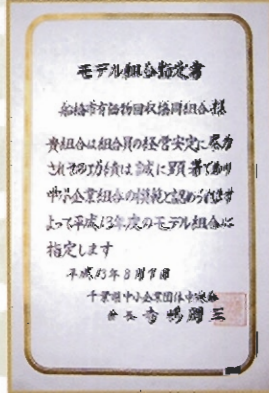 モデル組合指定書
船橋市有価物回収協同組合 様
貴組合は組合員の経営安定に寄与
されその功績は誠に顕著であり
中小企業組合の模範と認められます
よって平成13年度のモデル組合に
指定します
平成13年8月
千葉県中小企業団体中央会
会長